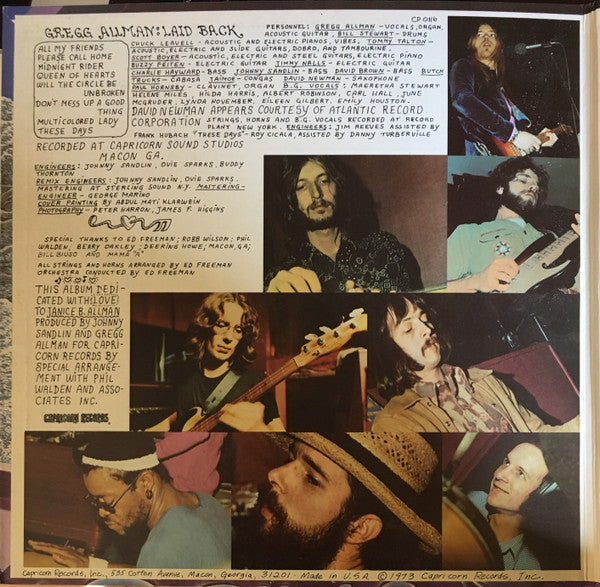 CP 0116
GREGG ALLMAN: LAID BACK
ALL MY FRIENDS
PLEASE CALL HOME
MIDNIGHT RIDER
QUEEN OF HEARTS
WILL THE CIRCLE BE
UNBROKEN
DON'T MESS UP A GOOD
THING
MULTICOLORED LADY
THESE DAYS
PERSONNEL: GREGG ALLMAN - VOCALS, ORGAN,
ACOUSTIC GUITAR, BILL STEWART - DRUMS
CHUCK LEAVELL - ACOUSTIC AND ELECTRIC PIANOS, VIBES, TOMMY TALTON -
ACOUSTIC, ELECTRIC AND SLIDE GUITARS, DOBRO, AND TAMBOURINE,
SCOTT BOYER - ACOUSTIC, ELECTRIC AND STEEL GUITARS, ELECTRIC PIANO
BUZZY FEITEN - ELECTRIC GUITAR JIMMY NALLS - ELECTRIC GUITAR
CHARLIE HAYWARD - BASS JOHNNY SANDLIN - BASS DAVID BROWN - BASS BUTCH
TRUCKS - CABASA JAIMOE - CONGAS DAVID NEWMAN - SAXOPHONE
PAUL HORNSBY - CLAVINET, ORGAN B.G. VOCALS: MAERETHA STEWART
HELENE MILES, HILDA HARRIS, ALBERT ROBINSON, CARL HALL, JUNE
MCGRUDER, LYNDA NOVEMBER, EILEEN GILBERT, EMILY HOUSTON.
DAVID NEWMAN APPEARS COURTESY OF ATLANTIC RECORD
CORPORATION STRINGS, HORNS AND B.G. VOCALS RECORDED AT RECORD
PLANT NEW YORK. ENGINEERS: JIM REEVES ASSISTED BY
FRANK HUBACH "THESE DAYS" - ROY CICALA, ASSISTED BY DANNY TURBERVILLE
RECORDED AT CAPRICORN SOUND STUDIOS
MACON GA.
ENGINEERS: JOHNNY SANDLIN, OVIE SPARKS, BUDDY
THORNTON
REMIX ENGINEERS: JOHNNY SANDLIN, OVIE SPARKS.
MASTERING AT STERLING SOUND N.Y. MASTERING-
ENGINEER - GEORGE MARINO
COVER PAINTING BY ABDUL MATI KLARWEIN
PHOTOGRAPHY - PETER HARRON, JAMES F. HIGGINS
SPECIAL THANKS TO ED FREEMAN; ROBB WILSON; PHIL
WALDEN, BERRY OAKLEY; DEERING HOWE; MACON, GA;
BILL BIUSO AND MAMA "A"
ALL STRINGS AND HORNS ARRANGED BY ED FREEMAN
ORCHESTRA CONDUCTED BY ED FREEMAN
THIS ALBUM DEDI-
CATED WITH (LOVE)
TO JANICE B. ALLMAN
PRODUCED BY JOHNNY
SANDLIN AND GREGG
ALLMAN FOR CAPRI-
CORN RECORDS BY
SPECIAL ARRANGE-
MENT WITH PHIL
WALDEN AND ASSO-
CIATES INC.
CAPRICORN RECORDS
Capricorn Records, Inc., 535 Cotton Avenue, Macon, Georgia, 31201 · Made in U.S.A ©1973 Capricorn Records, Inc.